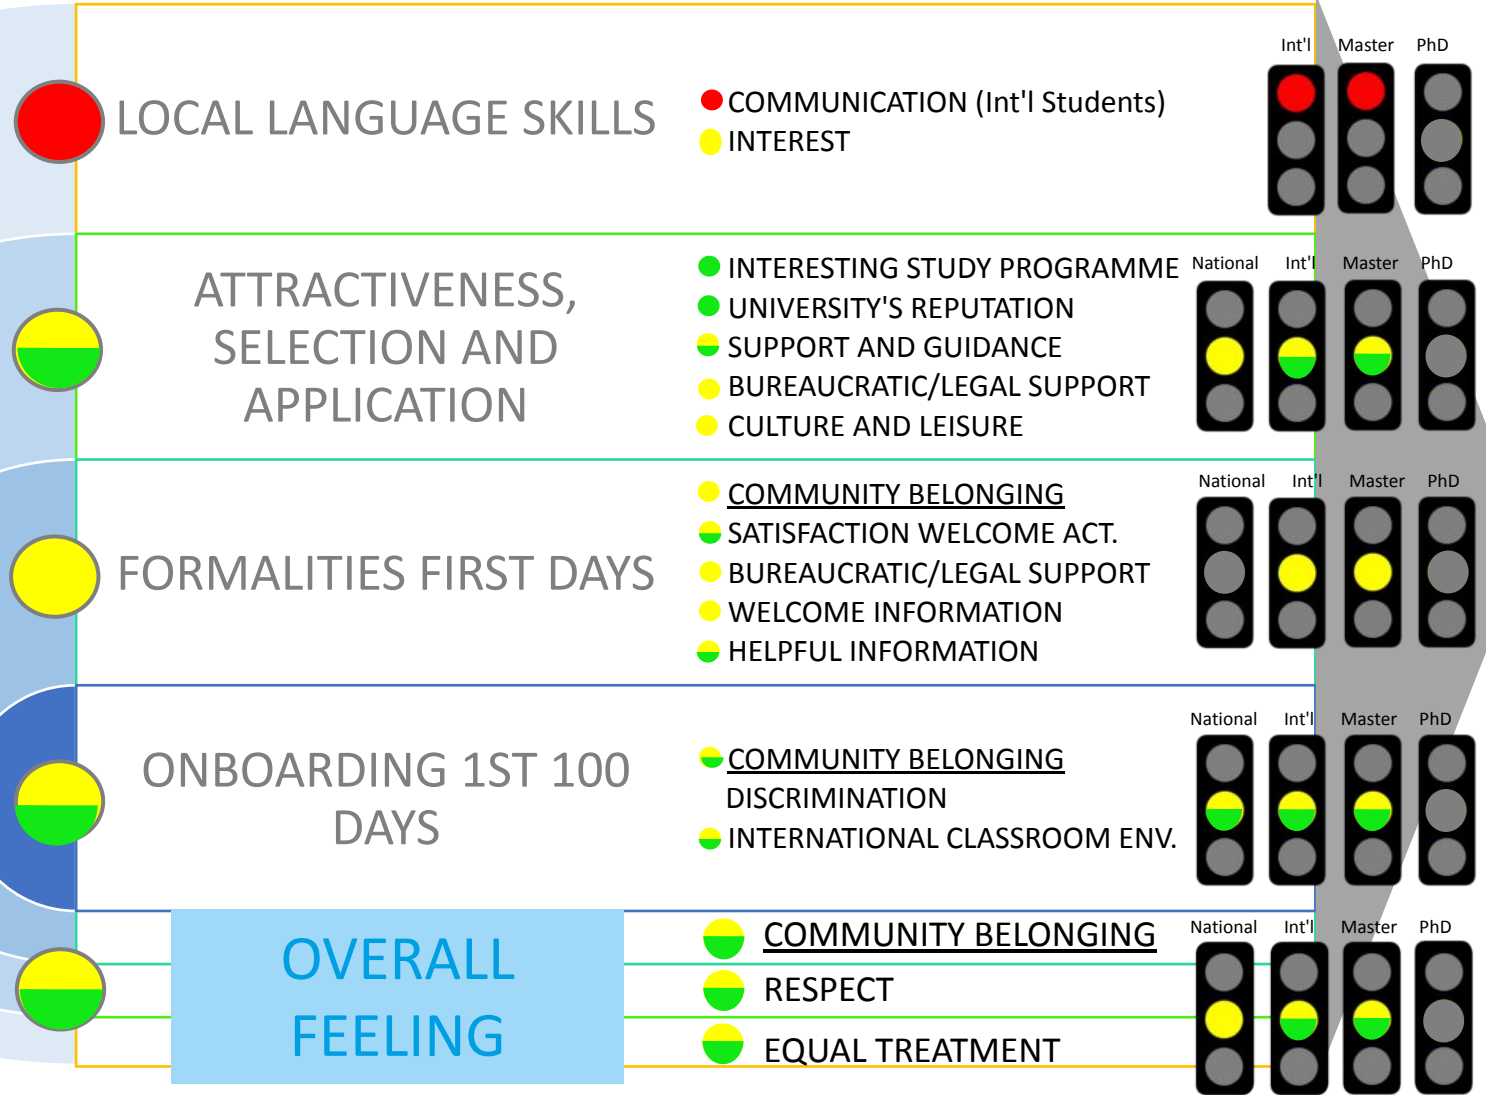 Int'l Master PhD
LOCAL LANGUAGE SKILLS
COMMUNICATION (Int'l Students)
INTEREST
National Int'l Master PhD
ATTRACTIVENESS,
SELECTION AND
APPLICATION
INTERESTING STUDY PROGRAMME
UNIVERSITY'S REPUTATION
SUPPORT AND GUIDANCE
BUREAUCRATIC/LEGAL SUPPORT
CULTURE AND LEISURE
National Int'l Master PhD
FORMALITIES FIRST DAYS
COMMUNITY BELONGING
SATISFACTION WELCOME ACT.
BUREAUCRATIC/LEGAL SUPPORT
WELCOME INFORMATION
HELPFUL INFORMATION
National Int'l Master PhD
ONBOARDING 1ST 100
DAYS
COMMUNITY BELONGING
DISCRIMINATION
INTERNATIONAL CLASSROOM ENV.
National Int'l Master PhD
OVERALL
FEELING
COMMUNITY BELONGING
RESPECT
EQUAL TREATMENT